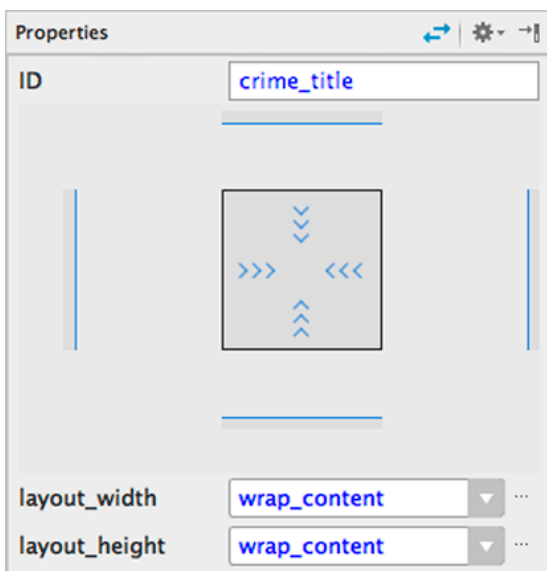 Properties
ID crime_title
layout_width wrap_content
layout_height wrap_content